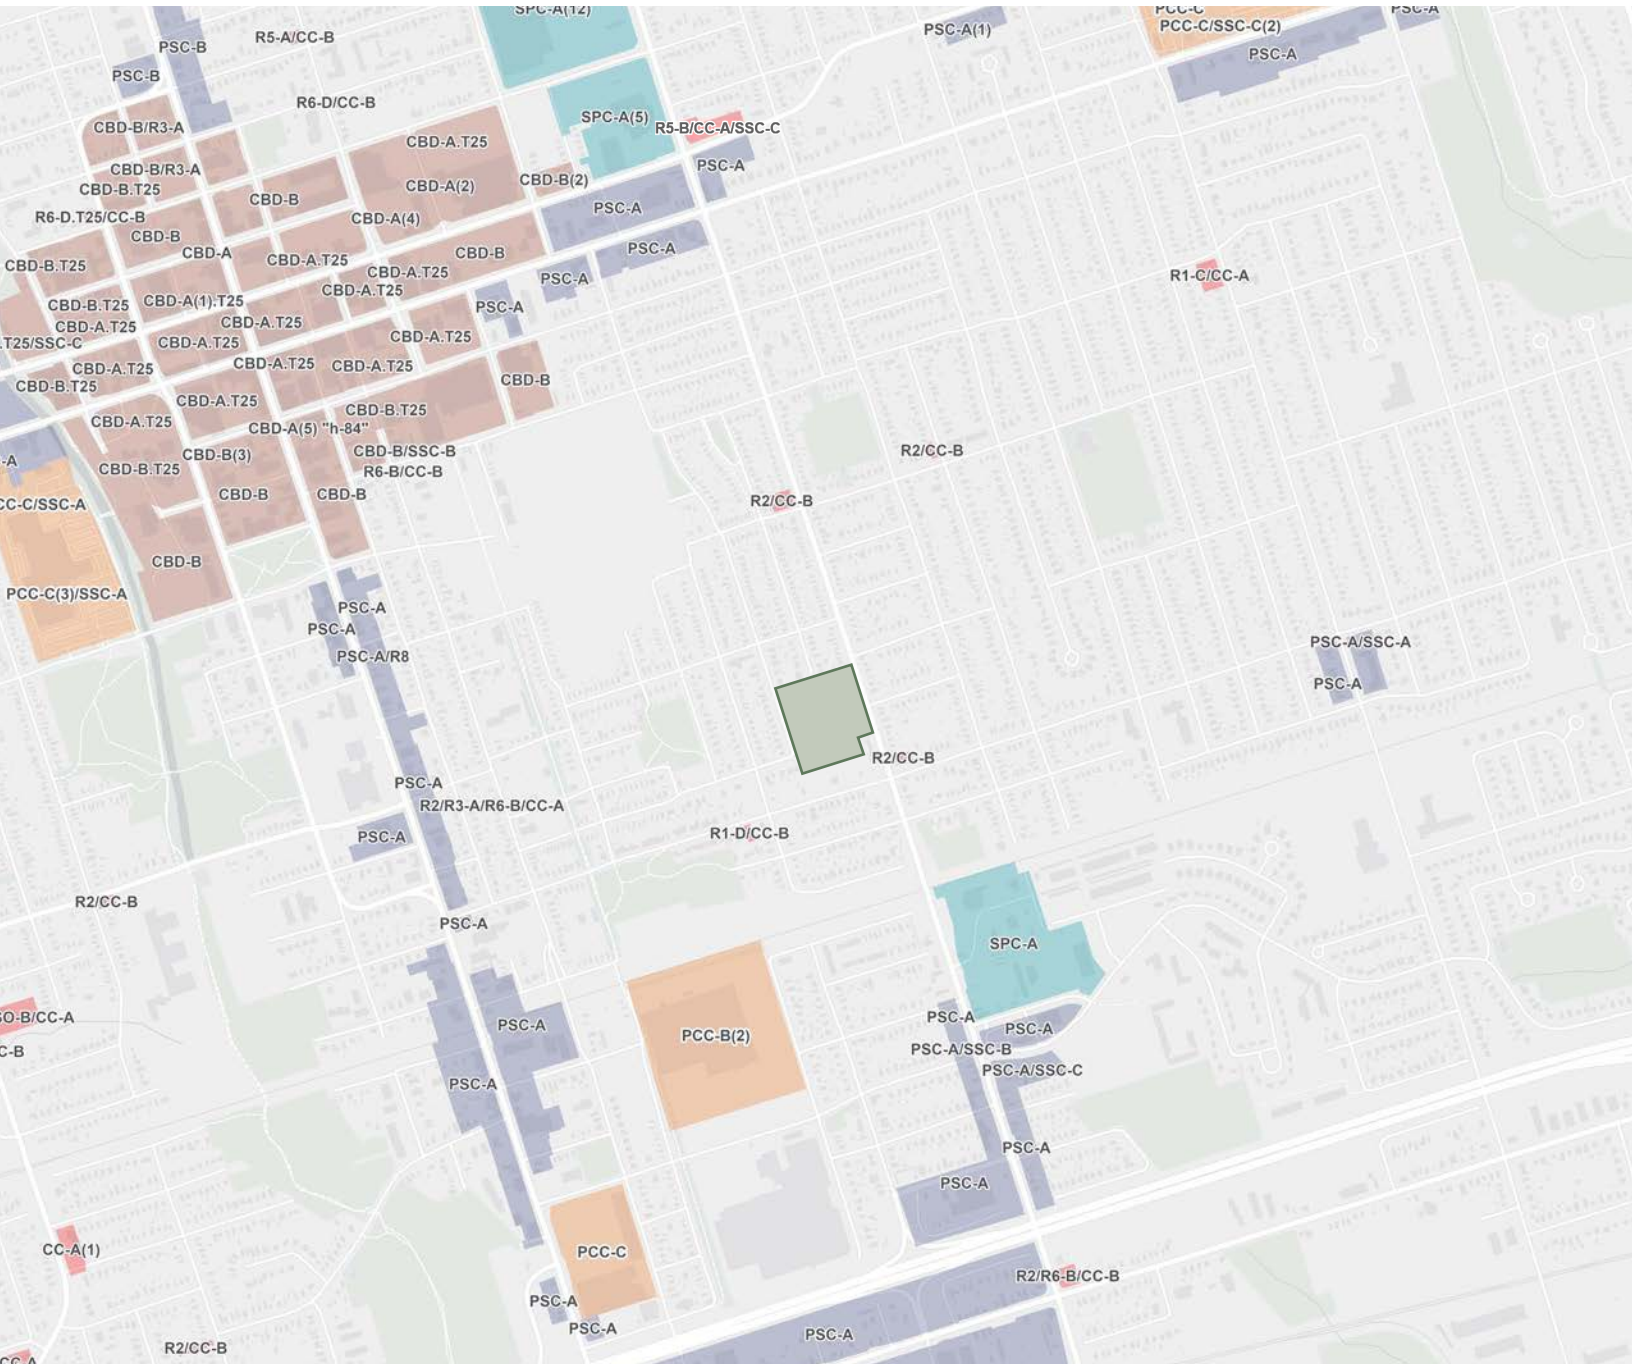 SPC-A(12)
PCC-C
PSC-A
PCC-C/SSC-C(2)
PSC-A(1)
R5-A/CC-B
PSC-B
PSC-A
PSC-B
R6-D/CC-B
SPC-A(5)
CBD-B/R3-A
R5-B/CC-A/SSC-C
CBD-A.T25
PSC-A
CBD-B/R3-A
CBD-B(2)
CBD-A(2)
CBD-B.T25
CBD-B
PSC-A
R6-D.T25/CC-B
CBD-A(4)
CBD-B
PSC-A
CBD-A
CBD-B
CBD-A.T25
CBD-B.T25
CBD-A.T25
R1-C/CC-A
PSC-A
CBD-A.T25
CBD-A(1).T25
CBD-B.T25
PSC-A
CBD-A.T25
CBD-A.T25
CBD-A.T25
.T25/SSC-C
CBD-A.T25
CBD-A.T25
CBD-A.T25
CBD-A.T25
CBD-B
CBD-B.T25
CBD-A.T25
CBD-B.T25
CBD-A.T25
CBD-A(5) "h-84"
CBD-B/SSC-B
R2/CC-B
CBD-B(3)
-A
CBD-B.T25
R6-B/CC-B
CBD-B
CBD-B
R2/CC-B
CC-C/SSC-A
CBD-B
PCC-C(3)/SSC-A
PSC-A
PSC-A
PSC-A/SSC-A
PSC-A/R8
PSC-A
R2/CC-B
PSC-A
R2/R3-A/R6-B/CC-A
R1-D/CC-B
PSC-A
R2/CC-B
PSC-A
SPC-A
SO-B/CC-A
PSC-A
PSC-A
PSC-A
PCC-B(2)
C-B
PSC-A/SSC-B
PSC-A/SSC-C
PSC-A
PSC-A
PSC-A
CC-A(1)
PCC-C
R2/R6-B/CC-B
PSC-A
PSC-A
PSC-A
R2/CC-B
CC-A